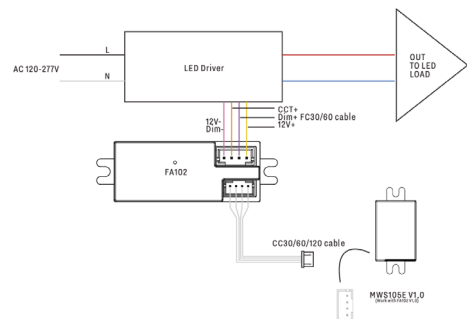 L
AC 120-277V
N
LED Driver
OUT
TO LED
LOAD
CCT+
Dim+ FC30/60 cable
12V-
Dim-
12V+
FA102
CC30/60/120 cable
MWS105E V1.0
(Work with FA102 V1.0)